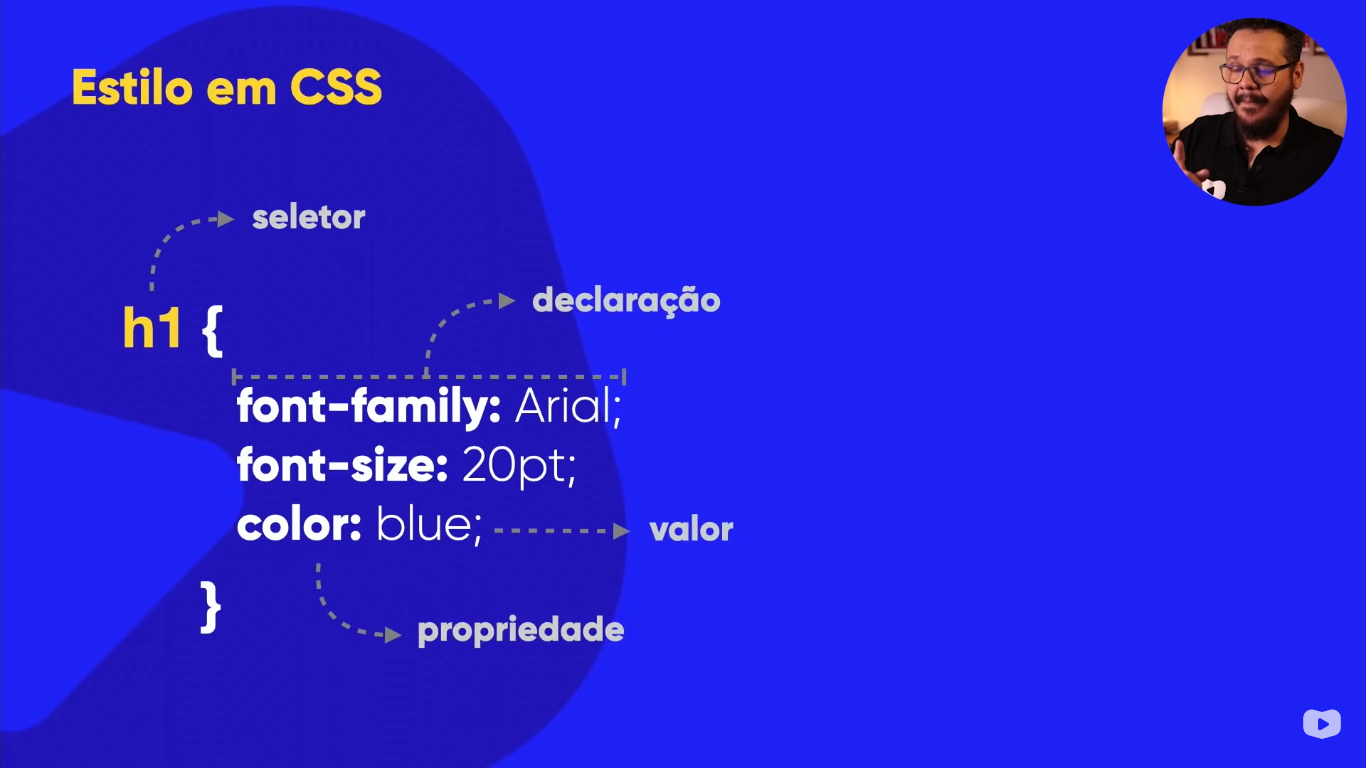 Estilo em CSS
seletor
declaração
h1 {
font-family: Arial;
font-size: 20pt;
color: blue;
valor
}
propriedade